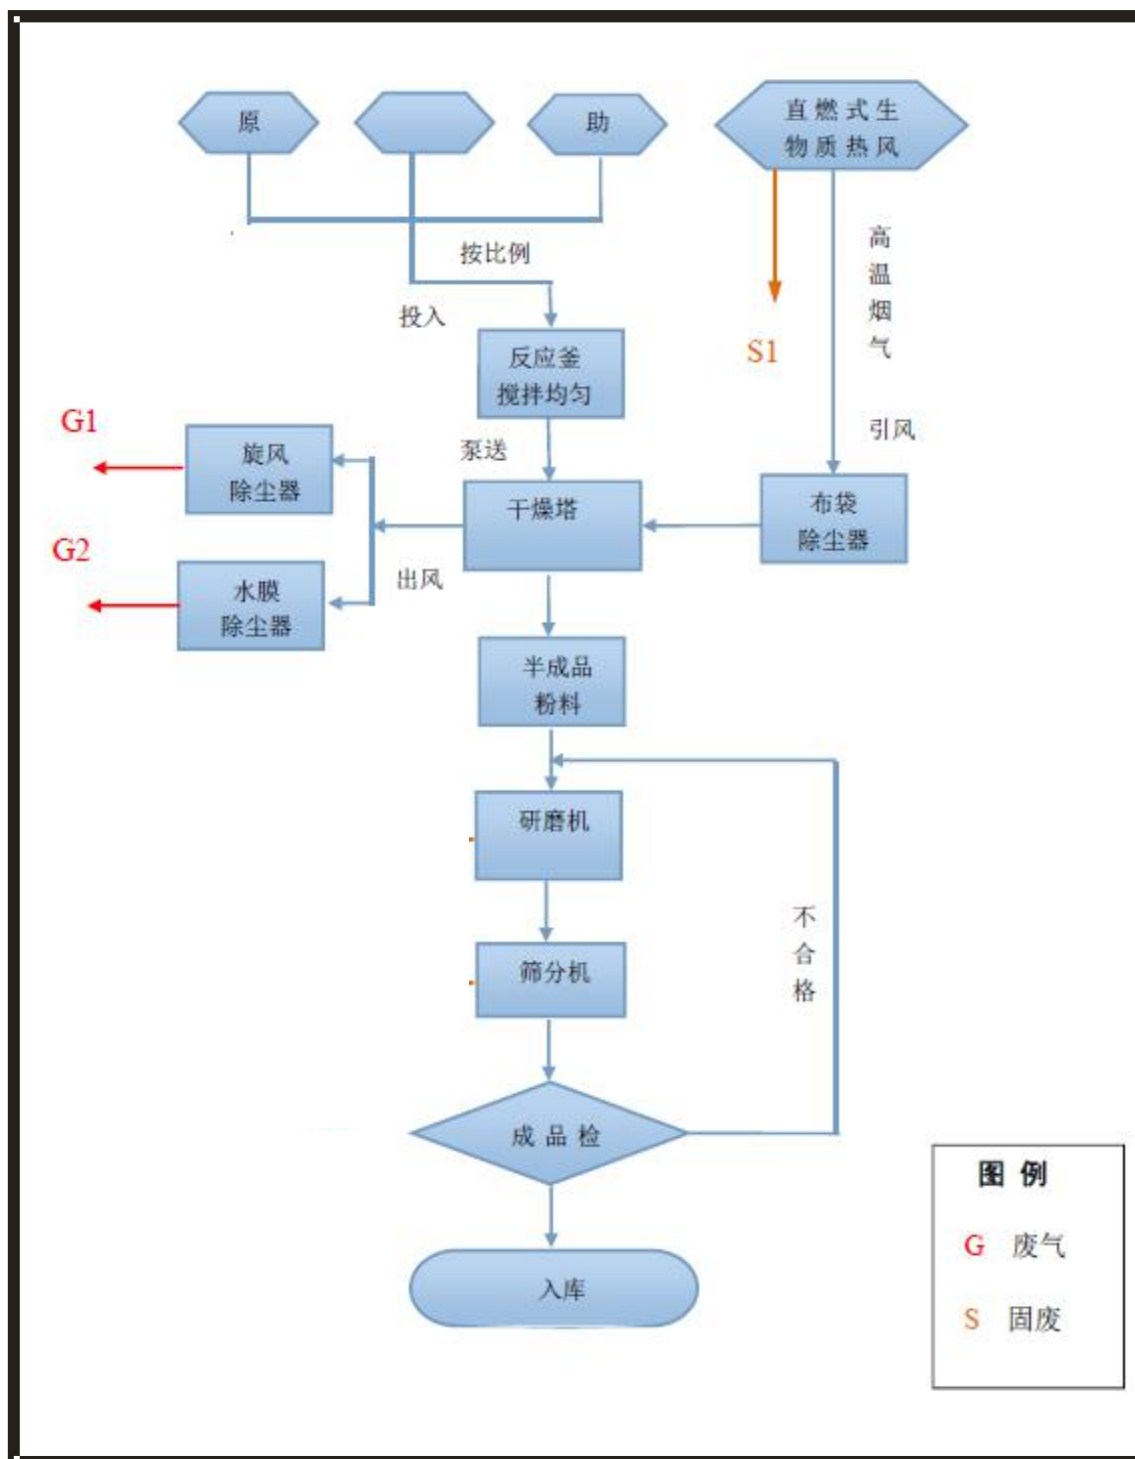 原
助
直燃式生
物质热风
高
温
烟
气
按比例
投入
S1
反应釜
搅拌均匀
G1
引风
泵送
旋风
除尘器
干燥塔
布袋
除尘器
G2
出风
水膜
除尘器
半成品
粉料
研磨机
不
合
格
筛分机
成品检
图例
G 废气
S 固废
入库